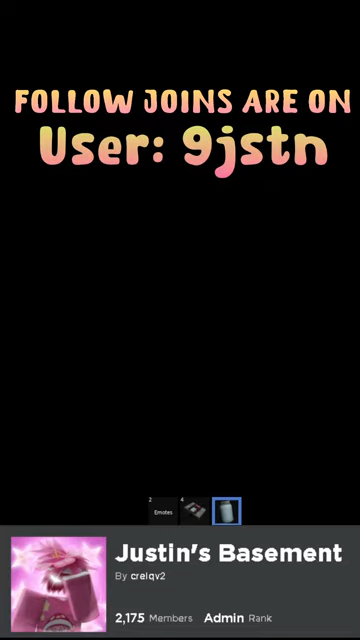 FOLLOW JOINS ARE ON
User: 9jstn
2
4
Emotes
Justin's Basement
By crelqv2
2,175 Members Admin Rank